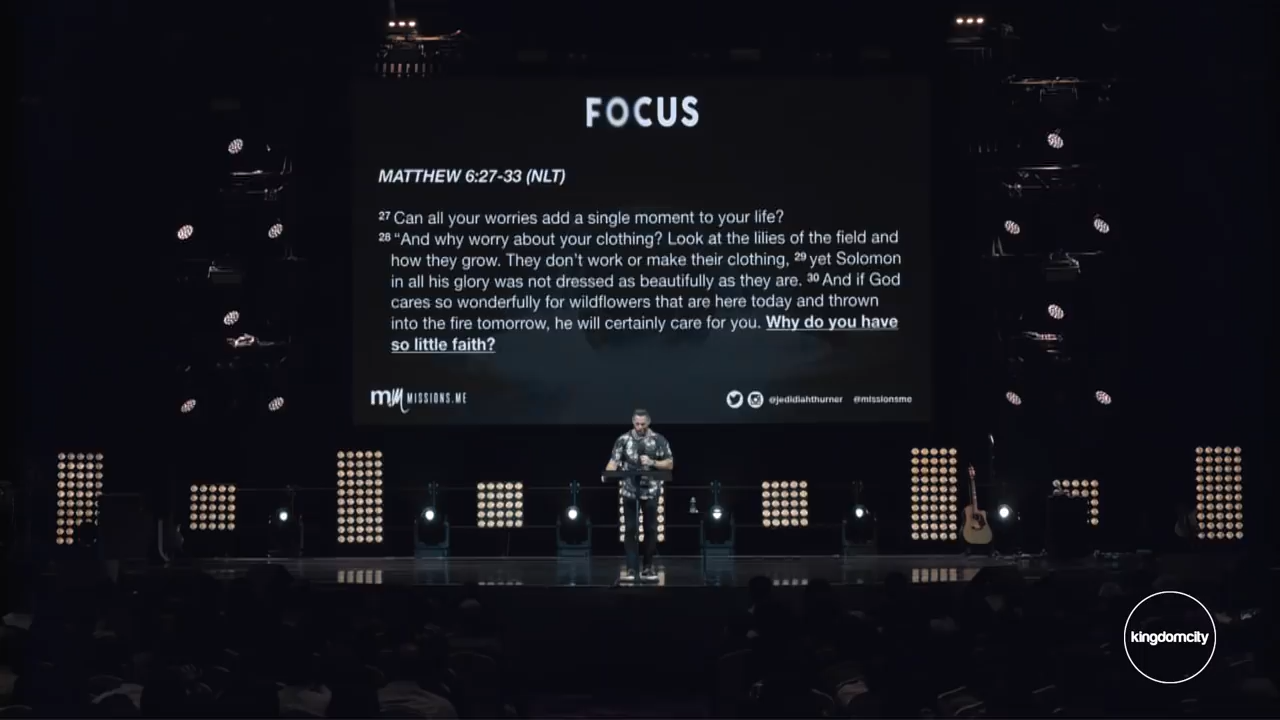 FOCUS
MATTHEW 6:27-33 (NLT)
27 Can all your worries add a single moment to your life?
28 “And why worry about your clothing? Look at the lilies of the field and
how they grow. They don’t work or make their clothing, 29 yet Solomon
in all his glory was not dressed as beautifully as they are. 30 And if God
cares so wonderfully for wildflowers that are here today and thrown
into the fire tomorrow, he will certainly care for you. Why do you have
so little faith?
mM MISSIONS.ME
@jedidiahthurner @missionsme
kingdomcity